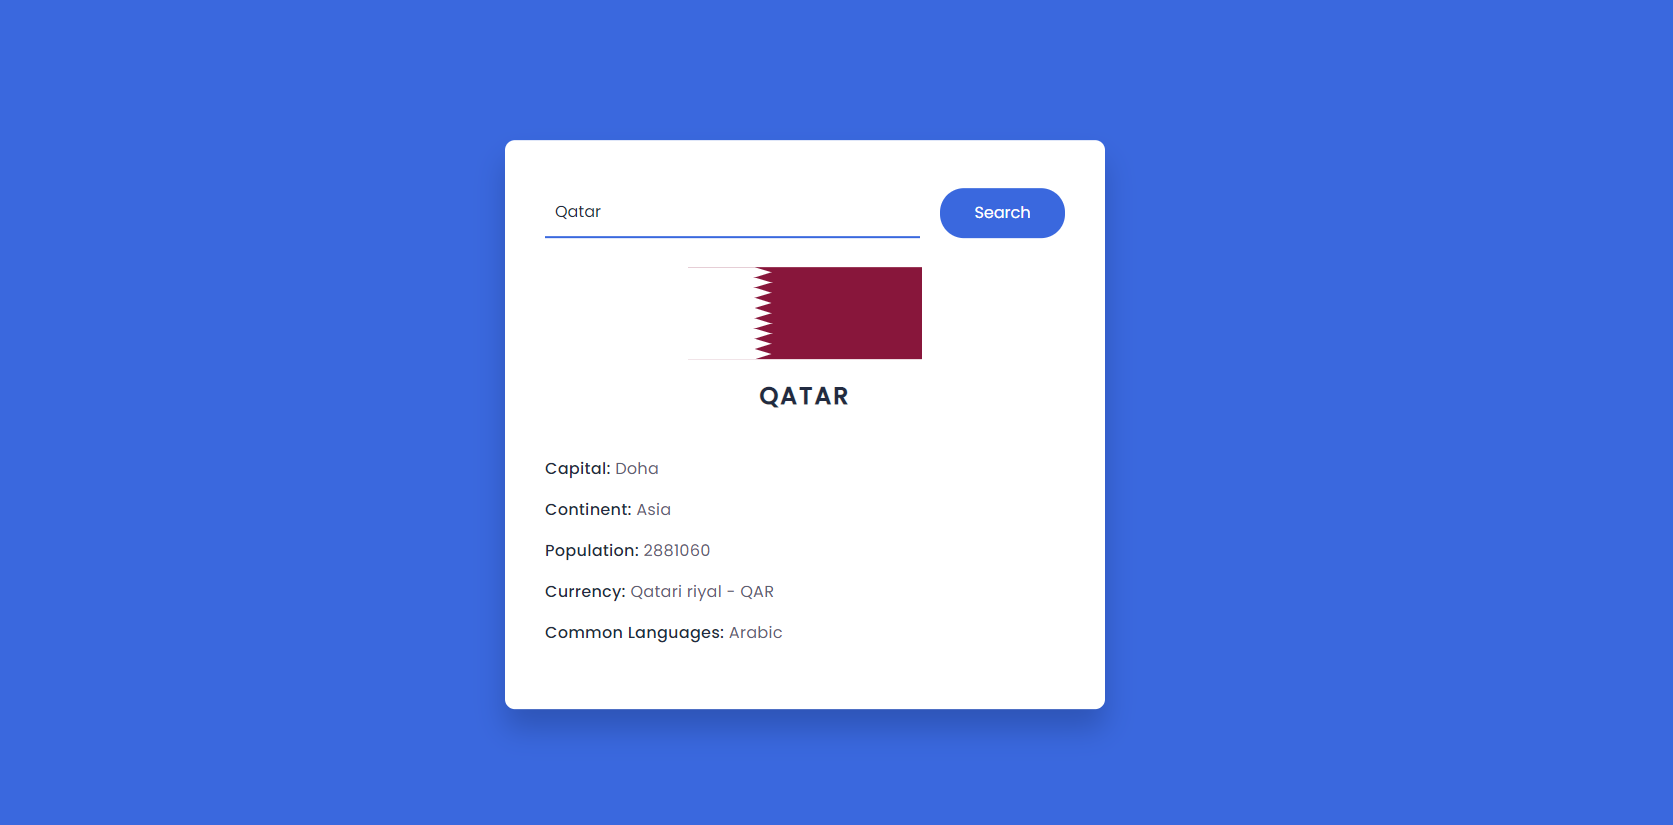 Qatar
Search
QATAR
Capital: Doha
Continent: Asia
Population: 2881060
Currency: Qatari riyal - QAR
Common Languages: Arabic